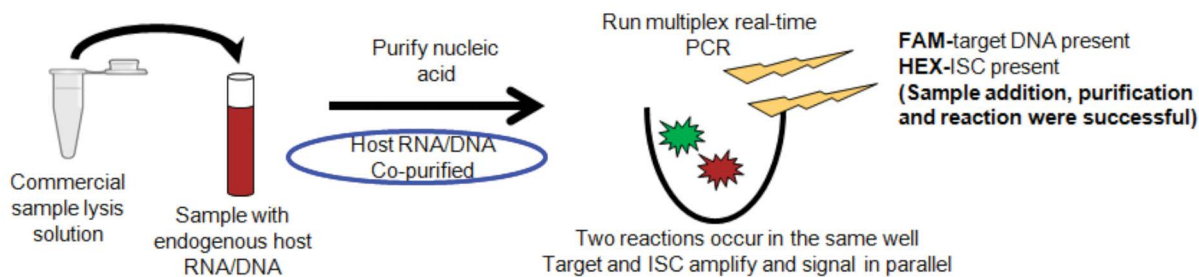 Commercial
sample lysis
solution
Sample with
endogenous host
RNA/DNA
Purify nucleic
acid
Host RNA/DNA
Co-purified
Run multiplex real-time
PCR
FAM-target DNA present
HEX-ISC present
(Sample addition, purification
and reaction were successful)
Two reactions occur in the same well
Target and ISC amplify and signal in parallel